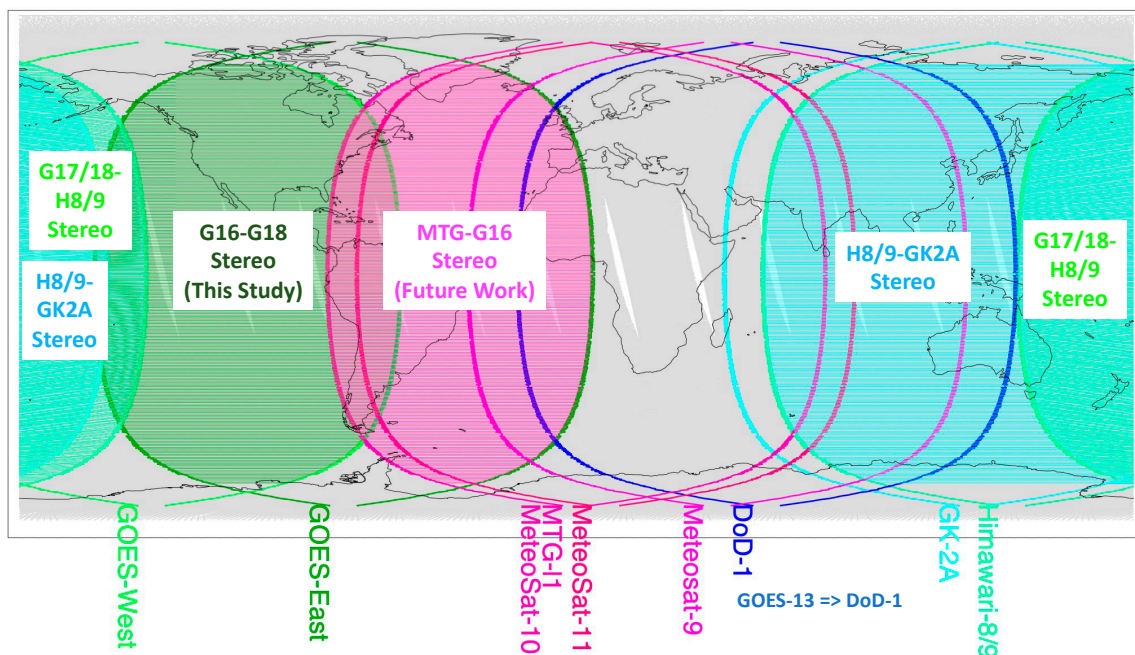 G17/18-
H8/9
Stereo
H8/9-
GK2A
Stereo
G16-G18
Stereo
(This Study)
MTG-G16
Stereo
(Future Work)
H8/9-GK2A
Stereo
G17/18-
H8/9
Stereo
GOES-West
GOES-East
MeteoSat-10
MTG-I1
MeteoSat-11
Meteosat-9
DoD-1
GK-2A
Himawari-8/9
GOES-13 => DoD-1